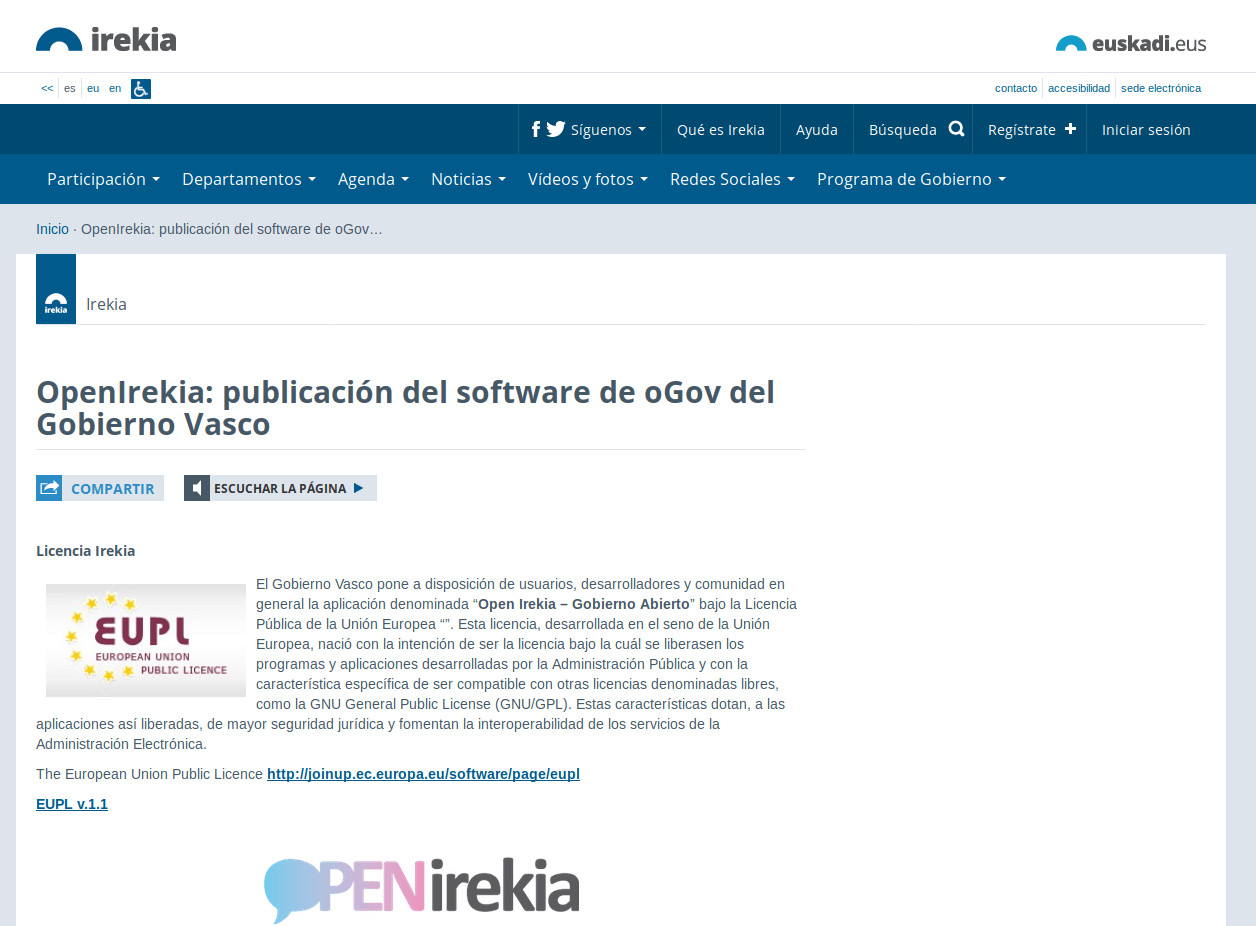 irekia
euskadi.eus
<< es eu en
contacto accesibilidad sede electrónica
Síguenos Qué es Irekia Ayuda Búsqueda Regístrate Iniciar sesión
Participación Departamentos Agenda Noticias Vídeos y fotos Redes Sociales Programa de Gobierno
Inicio · OpenIrekia: publicación del software de oGov…
irekia
Irekia
OpenIrekia: publicación del software de oGov del
Gobierno Vasco
COMPARTIR
ESCUCHAR LA PÁGINA
Licencia Irekia
EUPL
EUROPEAN UNION
PUBLIC LICENCE
El Gobierno Vasco pone a disposición de usuarios, desarrolladores y comunidad en
general la aplicación denominada “Open Irekia – Gobierno Abierto” bajo la Licencia
Pública de la Unión Europea “”. Esta licencia, desarrollada en el seno de la Unión
Europea, nació con la intención de ser la licencia bajo la cuál se liberasen los
programas y aplicaciones desarrolladas por la Administración Pública y con la
característica específica de ser compatible con otras licencias denominadas libres,
como la GNU General Public License (GNU/GPL). Estas características dotan, a las
aplicaciones así liberadas, de mayor seguridad jurídica y fomentan la interoperabilidad de los servicios de la
Administración Electrónica.
The European Union Public Licence http://joinup.ec.europa.eu/software/page/eupl
EUPL v.1.1
OPENirekia